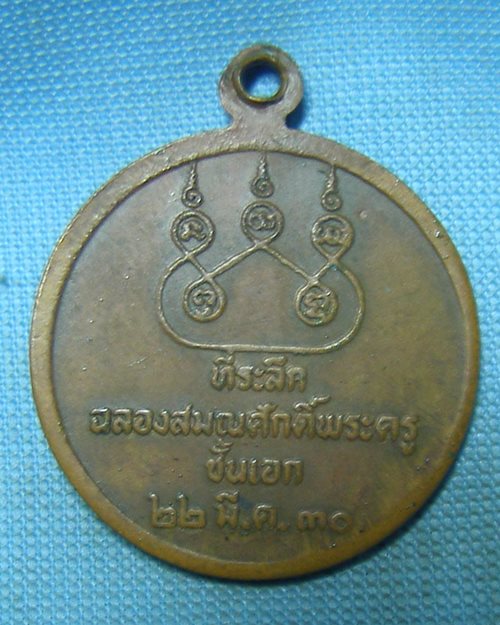 ที่ระลึก
ฉลองสมณศักดิ์พระครู
ชั้นเอก
๒๒ มี.ค. ๓๐